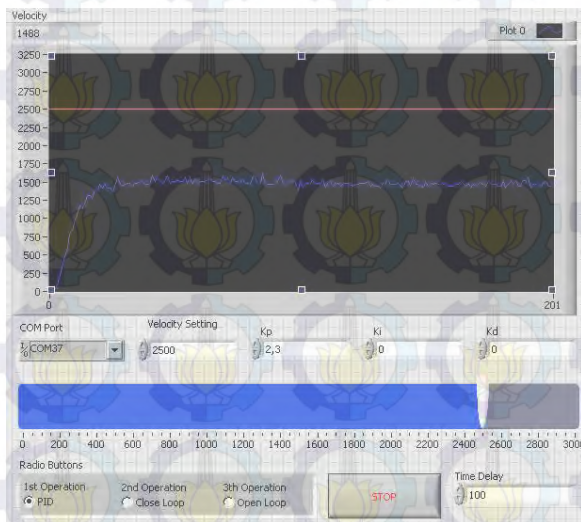 Velocity
1488
Plot 0
3250
3000
2750
2500
2250
2000
1750
1500
1250
1000
750
500
250
0
0 201
COM Port Velocity Setting Kp Ki Kd
COM37 2500 2,3 0 0
0 200 400 600 800 1000 1200 1400 1600 1800 2000 2200 2400 2600 2800 3000
Radio Buttons
1st Operation 2nd Operation 3th Operation
PID Close Loop Open Loop
STOP
Time Delay
100